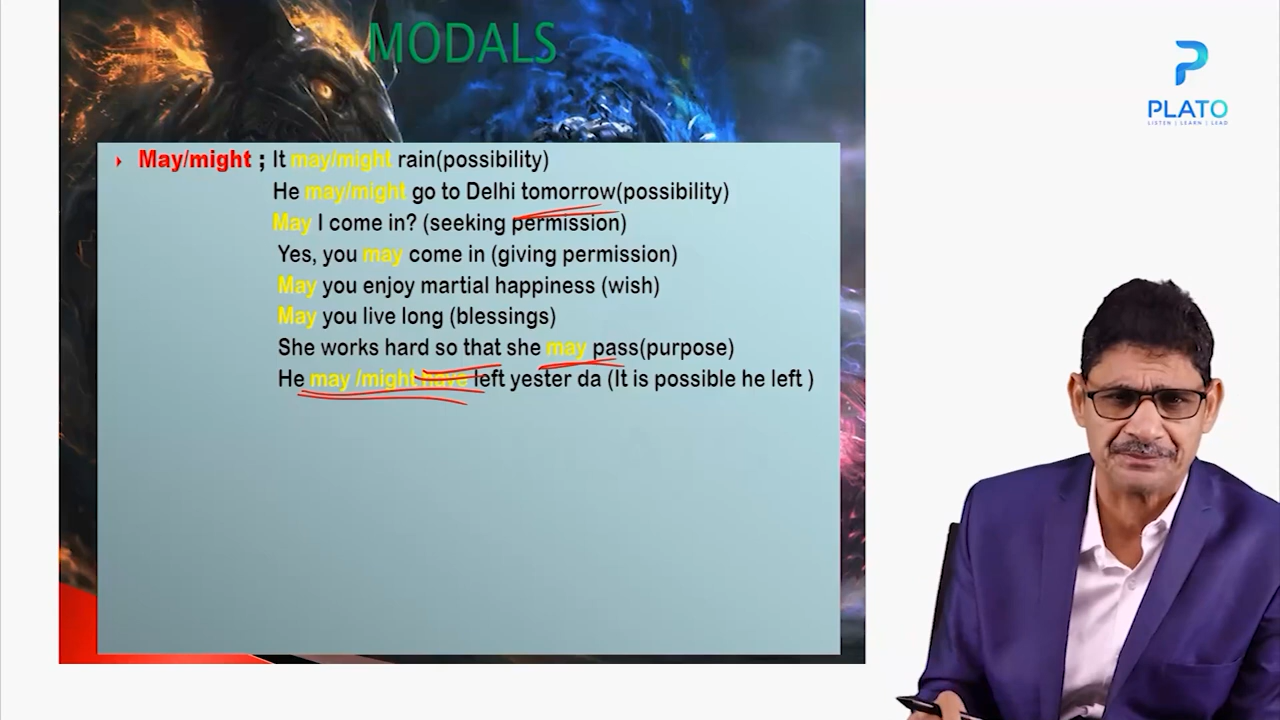 MODALS
PLATO
LISTEN | LEARN | LEAD
May/might ; It may/might rain(possibility)
He may/might go to Delhi tomorrow(possibility)
May I come in? (seeking permission)
Yes, you may come in (giving permission)
May you enjoy martial happiness (wish)
May you live long (blessings)
She works hard so that she may pass(purpose)
He may /might have left yester da (It is possible he left )